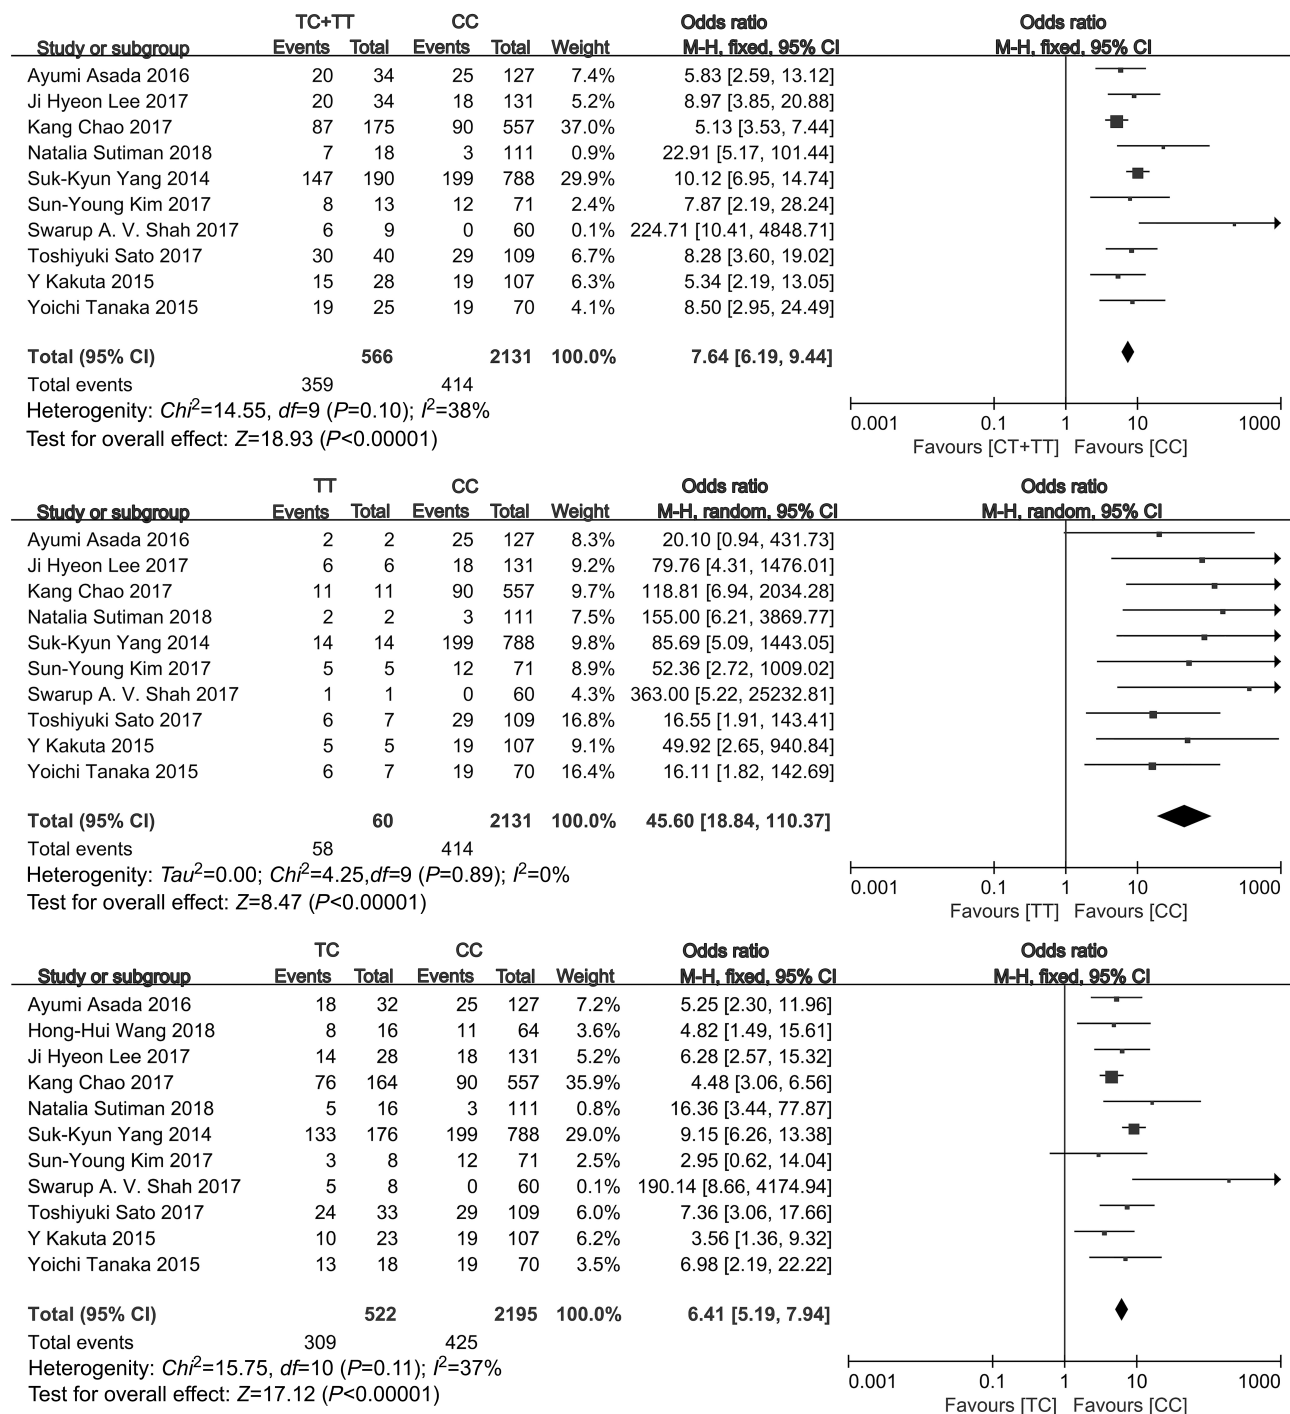 TC+TT CC Odds ratio Odds ratio
Study or subgroup Events Total Events Total Weight M-H, fixed, 95% CI M-H, fixed, 95% CI
Ayumi Asada 2016 20 34 25 127 7.4% 5.83 [2.59, 13.12]
Ji Hyeon Lee 2017 20 34 18 131 5.2% 8.97 [3.85, 20.88]
Kang Chao 2017 87 175 90 557 37.0% 5.13 [3.53, 7.44]
Natalia Sutiman 2018 7 18 3 111 0.9% 22.91 [5.17, 101.44]
Suk-Kyun Yang 2014 147 190 199 788 29.9% 10.12 [6.95, 14.74]
Sun-Young Kim 2017 8 13 12 71 2.4% 7.87 [2.19, 28.24]
Swarup A. V. Shah 2017 6 9 0 60 0.1% 224.71 [10.41, 4848.71]
Toshiyuki Sato 2017 30 40 29 109 6.7% 8.28 [3.60, 19.02]
Y Kakuta 2015 15 28 19 107 6.3% 5.34 [2.19, 13.05]
Yoichi Tanaka 2015 19 25 19 70 4.1% 8.50 [2.95, 24.49]
Total (95% CI) 566 2131 100.0% 7.64 [6.19, 9.44]
Total events 359 414
Heterogenity: Chi²=14.55, df=9 (P=0.10); I²=38%
Test for overall effect: Z=18.93 (P<0.00001)
0.001 0.1 1 10 1000
Favours [CT+TT] Favours [CC]
TT CC Odds ratio Odds ratio
Study or subgroup Events Total Events Total Weight M-H, random, 95% CI M-H, random, 95% CI
Ayumi Asada 2016 2 2 25 127 8.3% 20.10 [0.94, 431.73]
Ji Hyeon Lee 2017 6 6 18 131 9.2% 79.76 [4.31, 1476.01]
Kang Chao 2017 11 11 90 557 9.7% 118.81 [6.94, 2034.28]
Natalia Sutiman 2018 2 2 3 111 7.5% 155.00 [6.21, 3869.77]
Suk-Kyun Yang 2014 14 14 199 788 9.8% 85.69 [5.09, 1443.05]
Sun-Young Kim 2017 5 5 12 71 8.9% 52.36 [2.72, 1009.02]
Swarup A. V. Shah 2017 1 1 0 60 4.3% 363.00 [5.22, 25232.81]
Toshiyuki Sato 2017 6 7 29 109 16.8% 16.55 [1.91, 143.41]
Y Kakuta 2015 5 5 19 107 9.1% 49.92 [2.65, 940.84]
Yoichi Tanaka 2015 6 7 19 70 16.4% 16.11 [1.82, 142.69]
Total (95% CI) 60 2131 100.0% 45.60 [18.84, 110.37]
Total events 58 414
Heterogenity: Tau²=0.00; Chi²=4.25,df=9 (P=0.89); I²=0%
Test for overall effect: Z=8.47 (P<0.00001)
0.001 0.1 1 10 1000
Favours [TT] Favours [CC]
TC CC Odds ratio Odds ratio
Study or subgroup Events Total Events Total Weight M-H, fixed, 95% CI M-H, fixed, 95% CI
Ayumi Asada 2016 18 32 25 127 7.2% 5.25 [2.30, 11.96]
Hong-Hui Wang 2018 8 16 11 64 3.6% 4.82 [1.49, 15.61]
Ji Hyeon Lee 2017 14 28 18 131 5.2% 6.28 [2.57, 15.32]
Kang Chao 2017 76 164 90 557 35.9% 4.48 [3.06, 6.56]
Natalia Sutiman 2018 5 16 3 111 0.8% 16.36 [3.44, 77.87]
Suk-Kyun Yang 2014 133 176 199 788 29.0% 9.15 [6.26, 13.38]
Sun-Young Kim 2017 3 8 12 71 2.5% 2.95 [0.62, 14.04]
Swarup A. V. Shah 2017 5 8 0 60 0.1% 190.14 [8.66, 4174.94]
Toshiyuki Sato 2017 24 33 29 109 6.0% 7.36 [3.06, 17.66]
Y Kakuta 2015 10 23 19 107 6.2% 3.56 [1.36, 9.32]
Yoichi Tanaka 2015 13 18 19 70 3.5% 6.98 [2.19, 22.22]
Total (95% CI) 522 2195 100.0% 6.41 [5.19, 7.94]
Total events 309 425
Heterogenity: Chi²=15.75, df=10 (P=0.11); I²=37%
Test for overall effect: Z=17.12 (P<0.00001)
0.001 0.1 1 10 1000
Favours [TC] Favours [CC]